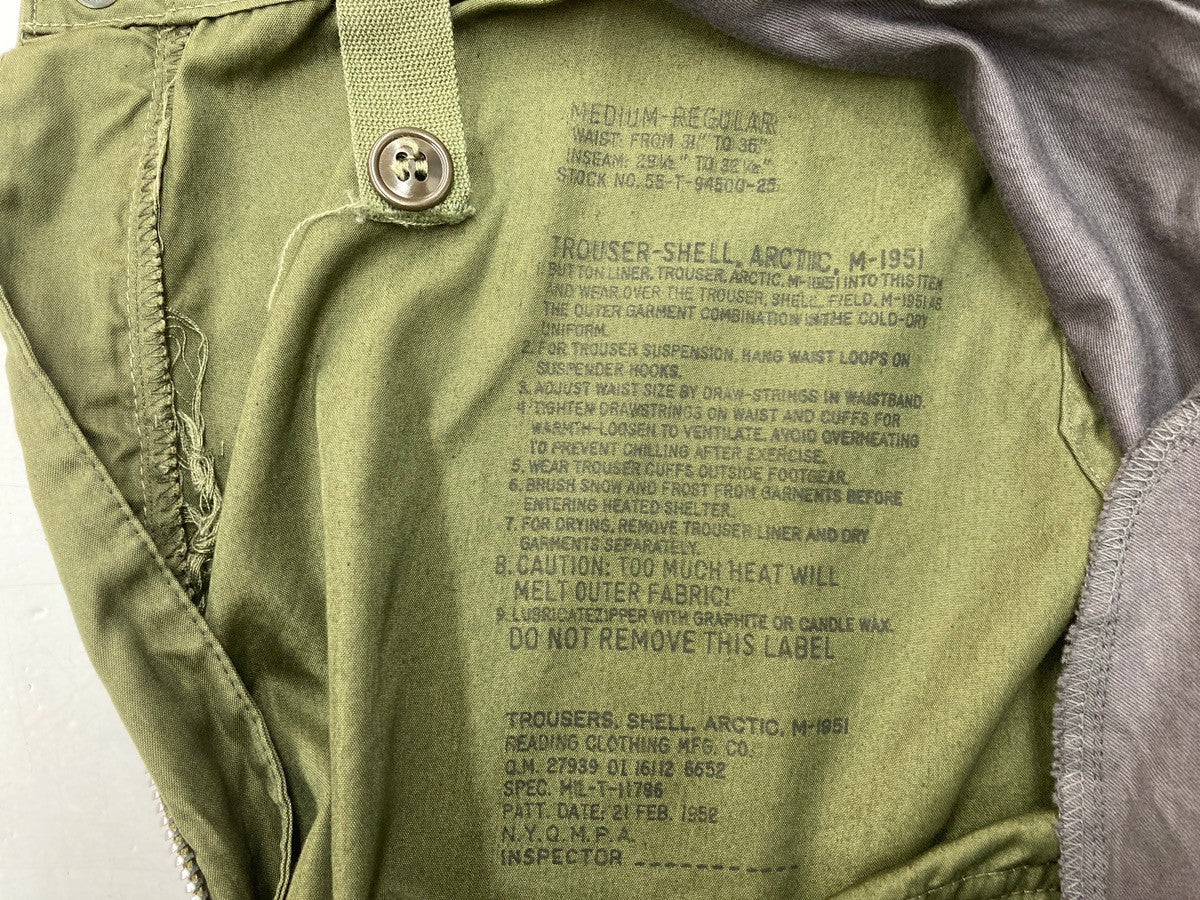 MEDIUM-REGULAR
WAIST: FROM 31" TO 35".
INSEAM: 29½" TO 32½".
STOCK NO. 55-T-94500-25
TROUSER-SHELL, ARCTIC, M-1951
1. BUTTON LINER, TROUSER, ARCTIC, M-1951 INTO THIS ITEM
AND WEAR OVER THE TROUSER, SHELL, FIELD, M-1951 AS
THE OUTER GARMENT COMBINATION IN THE COLD-DRY
UNIFORM.
2. FOR TROUSER SUSPENSION, HANG WAIST LOOPS ON
SUSPENDER HOOKS.
3. ADJUST WAIST SIZE BY DRAW-STRINGS IN WAISTBAND.
4. TIGHTEN DRAWSTRINGS ON WAIST AND CUFFS FOR
WARMTH-LOOSEN TO VENTILATE. AVOID OVERHEATING
TO PREVENT CHILLING AFTER EXERCISE.
5. WEAR TROUSER CUFFS OUTSIDE FOOTGEAR.
6. BRUSH SNOW AND FROST FROM GARMENTS BEFORE
ENTERING HEATED SHELTER.
7. FOR DRYING, REMOVE TROUSER LINER AND DRY
GARMENTS SEPARATELY.
8. CAUTION: TOO MUCH HEAT WILL
MELT OUTER FABRIC!
9. LUBRICATE ZIPPER WITH GRAPHITE OR CANDLE WAX.
DO NOT REMOVE THIS LABEL
TROUSERS, SHELL, ARCTIC, M-1951
READING CLOTHING MFG. CO.
Q.M. 27939 OI 16112 6652
SPEC. MIL-T-11786
PATT. DATE: 21 FEB. 1952
N.Y.Q.M.P.A.
INSPECTOR ___________